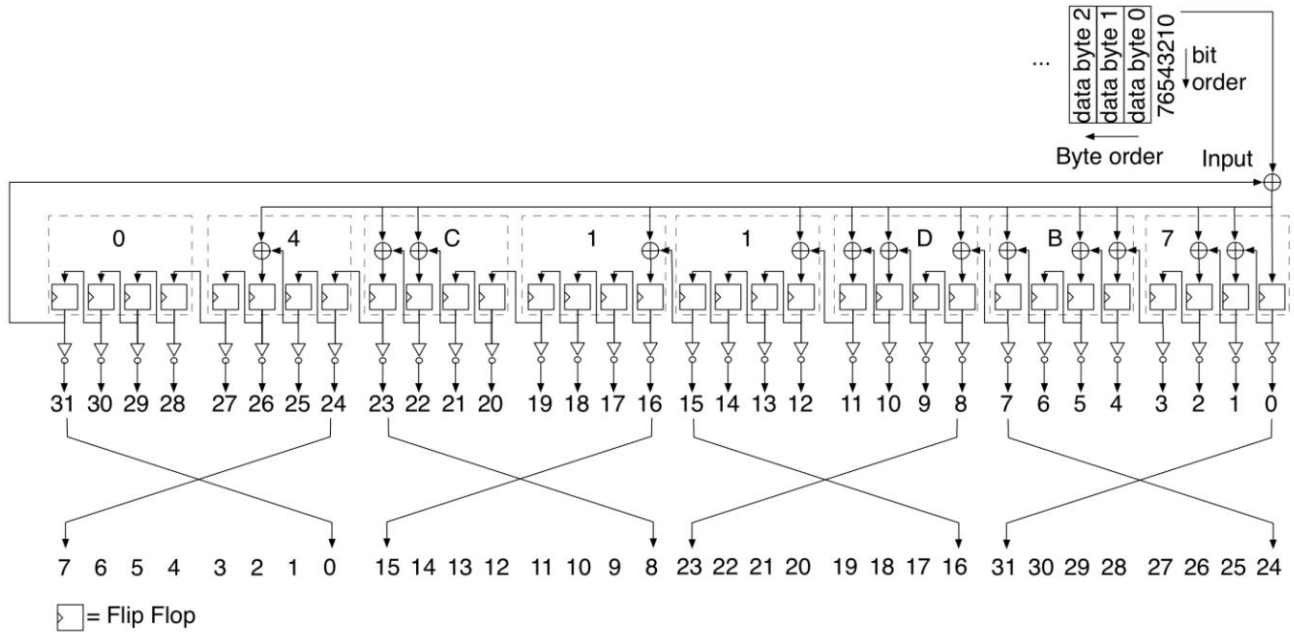 data byte 2
data byte 1
data byte 0
76543210
...
bit
order
Byte order
Input
0 4 C 1 1 D B 7
31 30 29 28 27 26 25 24 23 22 21 20 19 18 17 16 15 14 13 12 11 10 9 8 7 6 5 4 3 2 1 0
7 6 5 4 3 2 1 0 15 14 13 12 11 10 9 8 23 22 21 20 19 18 17 16 31 30 29 28 27 26 25 24
= Flip Flop